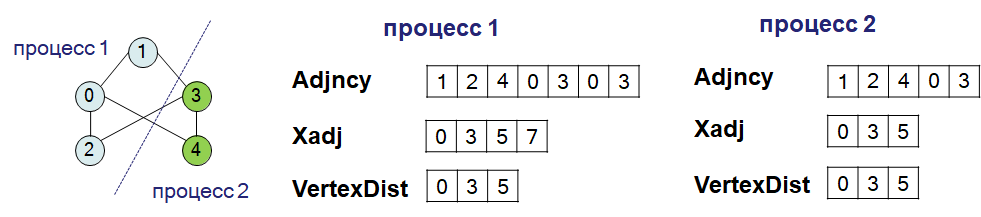 процесс 1
1
0
3
2
4
процесс 2
процесс 1
Adjncy 1 2 4 0 3 0 3
Xadj 0 3 5 7
VertexDist 0 3 5
процесс 2
Adjncy 1 2 4 0 3
Xadj 0 3 5
VertexDist 0 3 5